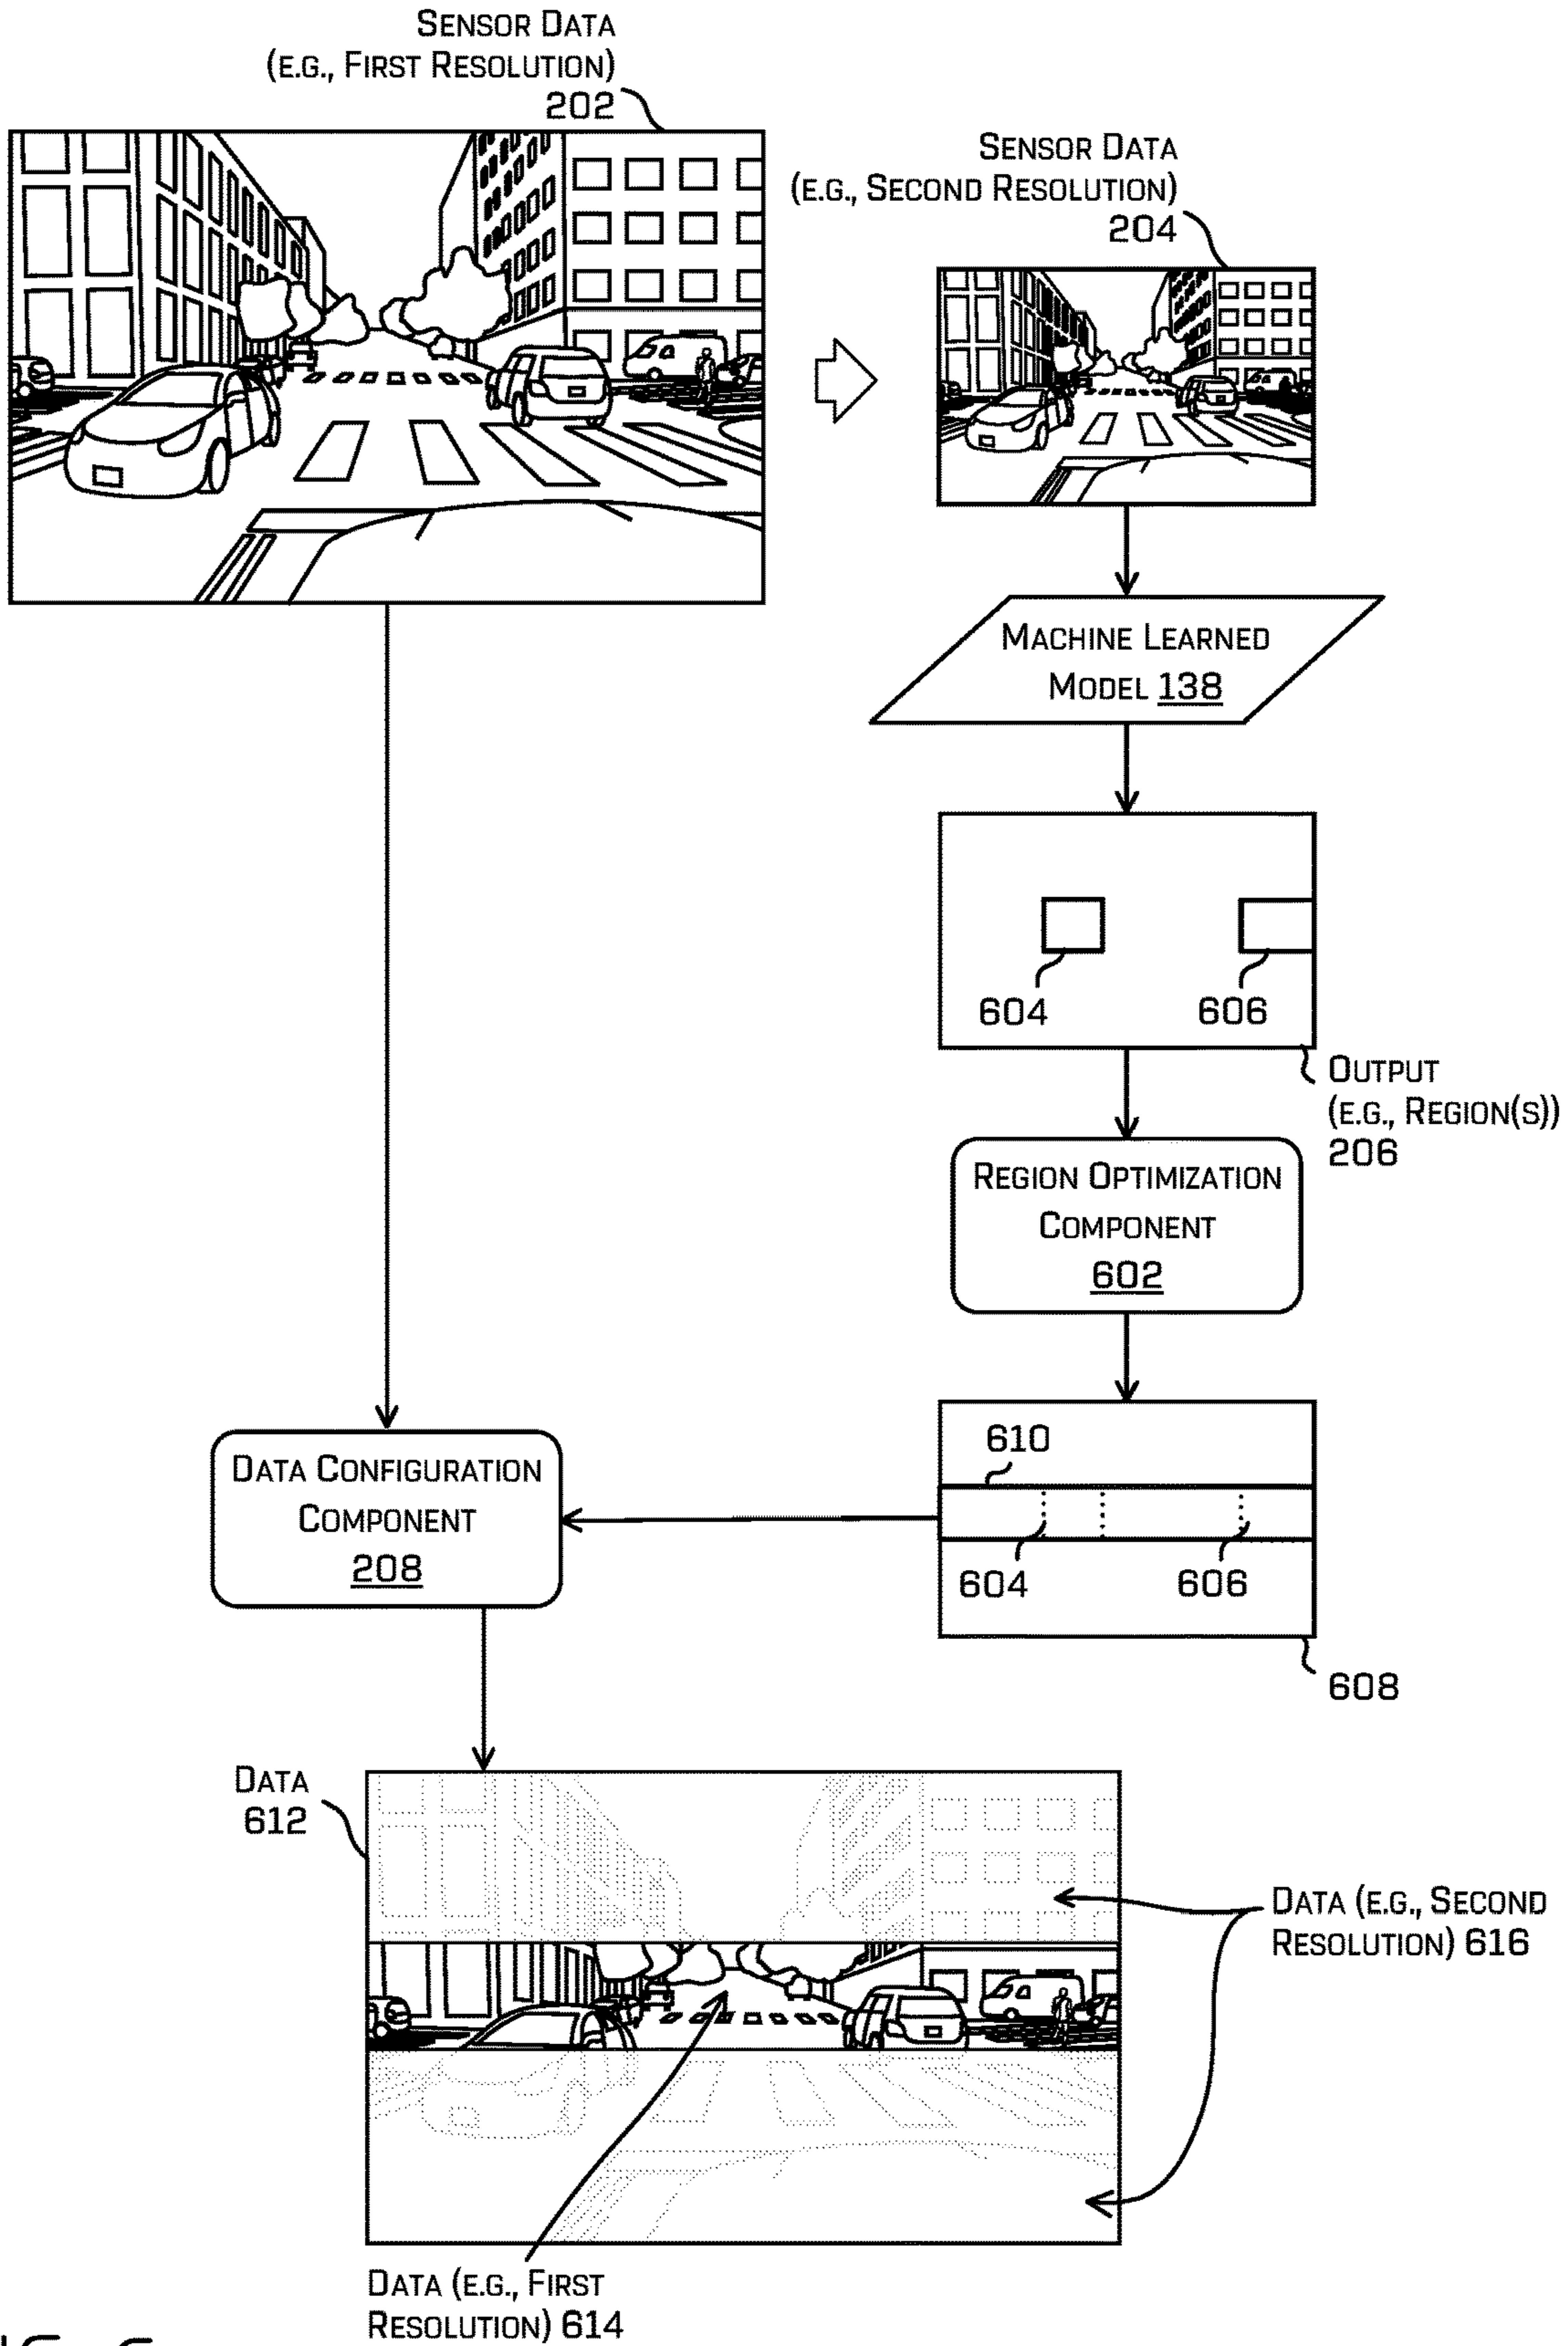 SENSOR DATA
(E.G., FIRST RESOLUTION)
202
SENSOR DATA
(E.G., SECOND RESOLUTION)
204
MACHINE LEARNED
MODEL 138
604
606
OUTPUT
(E.G., REGION(S))
206
REGION OPTIMIZATION
COMPONENT
602
610
DATA CONFIGURATION
COMPONENT
208
604
606
608
DATA
612
DATA (E.G., SECOND
RESOLUTION) 616
DATA (E.G., FIRST
RESOLUTION) 614